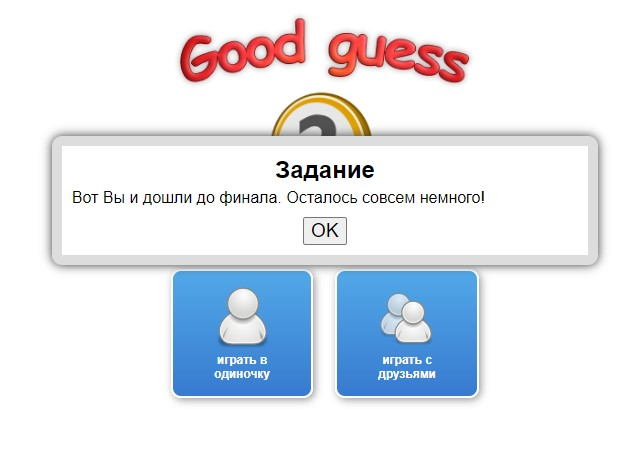 Good guess
?
Задание
Вот Вы и дошли до финала. Осталось совсем немного!
OK
играть в
одиночку
играть с
друзьями